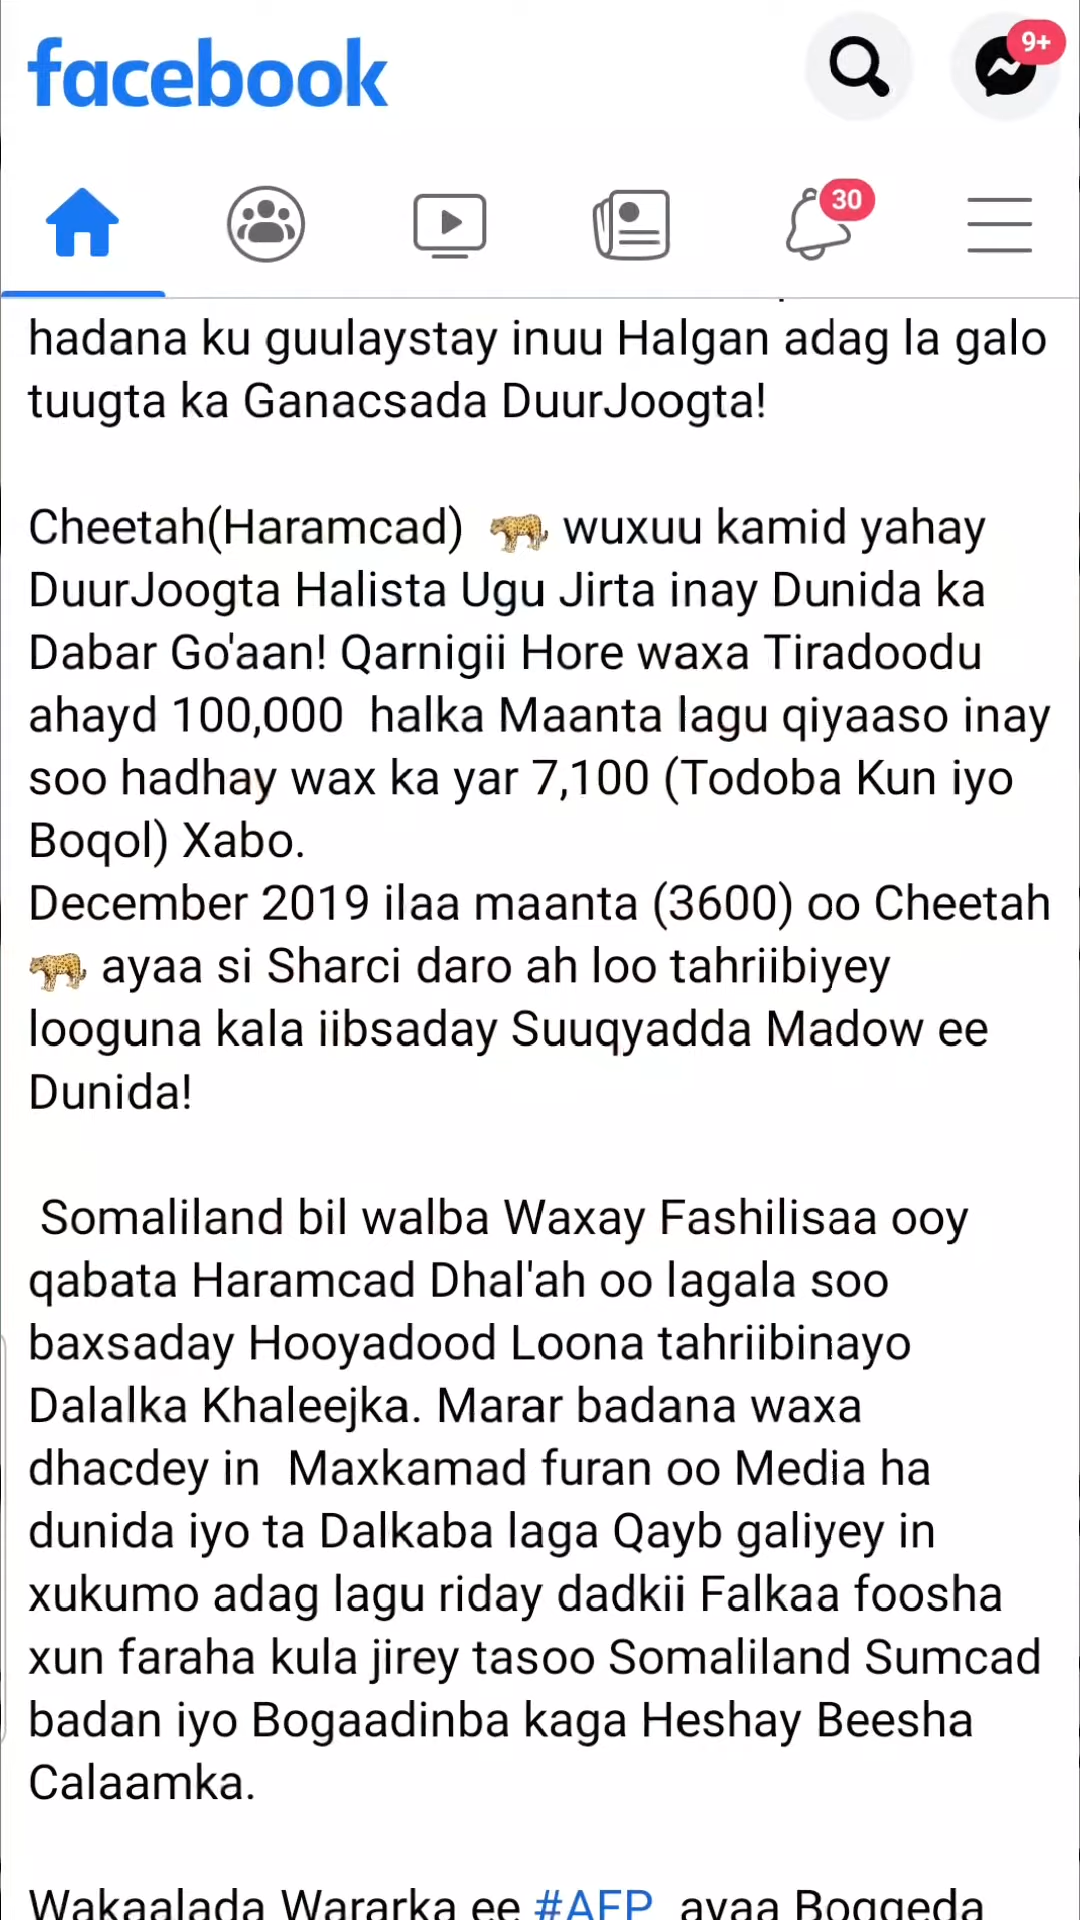 facebook
9+
30
hadana ku guulaystay inuu Halgan adag la galo
tuugta ka Ganacsada DuurJoogta!
Cheetah(Haramcad) 🐆 wuxuu kamid yahay
DuurJoogta Halista Ugu Jirta inay Dunida ka
Dabar Go'aan! Qarnigii Hore waxa Tiradoodu
ahayd 100,000 halka Maanta lagu qiyaaso inay
soo hadhay wax ka yar 7,100 (Todoba Kun iyo
Boqol) Xabo.
December 2019 ilaa maanta (3600) oo Cheetah
🐆 ayaa si Sharci daro ah loo tahriibiyey
looguna kala iibsaday Suuqyadda Madow ee
Dunida!
Somaliland bil walba Waxay Fashilisaa ooy
qabata Haramcad Dhal'ah oo lagala soo
baxsaday Hooyadood Loona tahriibinayo
Dalalka Khaleejka. Marar badana waxa
dhacdey in Maxkamad furan oo Media ha
dunida iyo ta Dalkaba laga Qayb galiyey in
xukumo adag lagu riday dadkii Falkaa foosha
xun faraha kula jirey tasoo Somaliland Sumcad
badan iyo Bogaadinba kaga Heshay Beesha
Calaamka.
Wakaalada Wararka ee #AFP ayaa Boggeda